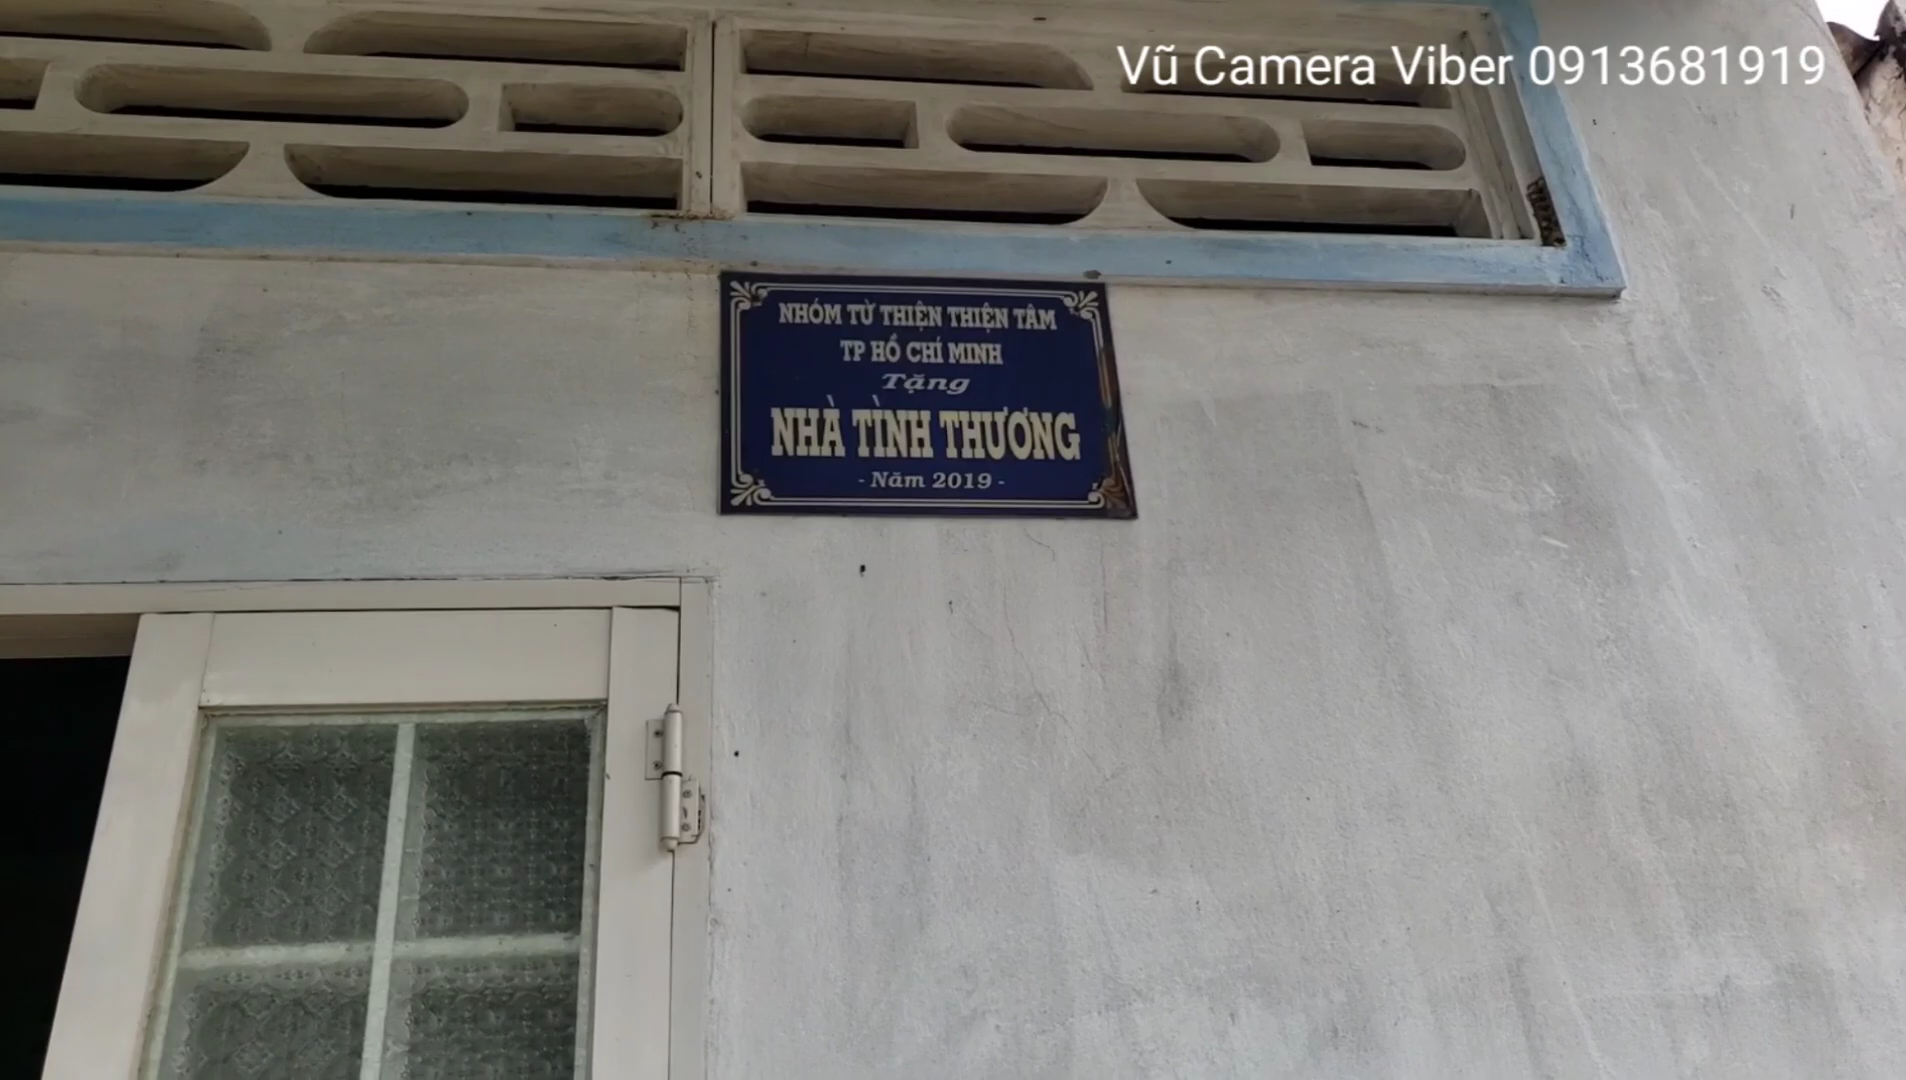 Vũ Camera Viber 0913681919
NHÓM TỪ THIỆN THIỆN TÂM
TP HỒ CHÍ MINH
Tặng
NHÀ TÌNH THƯƠNG
- Năm 2019 -